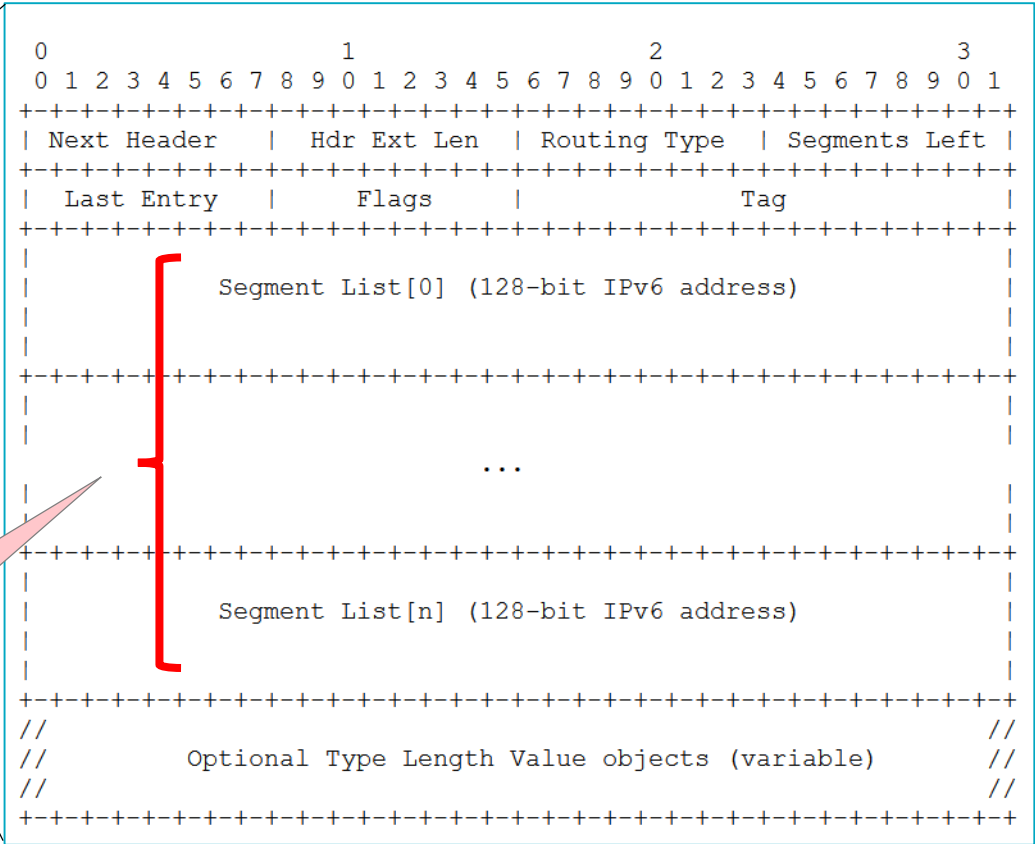 0                   1                   2                   3
0 1 2 3 4 5 6 7 8 9 0 1 2 3 4 5 6 7 8 9 0 1 2 3 4 5 6 7 8 9 0 1
+-+-+-+-+-+-+-+-+-+-+-+-+-+-+-+-+-+-+-+-+-+-+-+-+-+-+-+-+-+-+-+-+
| Next Header   |  Hdr Ext Len  | Routing Type  | Segments Left |
+-+-+-+-+-+-+-+-+-+-+-+-+-+-+-+-+-+-+-+-+-+-+-+-+-+-+-+-+-+-+-+-+
|  Last Entry   |     Flags     |              Tag              |
+-+-+-+-+-+-+-+-+-+-+-+-+-+-+-+-+-+-+-+-+-+-+-+-+-+-+-+-+-+-+-+-+
|                                                               |
|            Segment List[0] (128-bit IPv6 address)             |
|                                                               |
|                                                               |
+-+-+-+-+-+-+-+-+-+-+-+-+-+-+-+-+-+-+-+-+-+-+-+-+-+-+-+-+-+-+-+-+
|                                                               |
|                                                               |
                              ...
|                                                               |
|                                                               |
+-+-+-+-+-+-+-+-+-+-+-+-+-+-+-+-+-+-+-+-+-+-+-+-+-+-+-+-+-+-+-+-+
|                                                               |
|            Segment List[n] (128-bit IPv6 address)             |
|                                                               |
|                                                               |
+-+-+-+-+-+-+-+-+-+-+-+-+-+-+-+-+-+-+-+-+-+-+-+-+-+-+-+-+-+-+-+-+
//                                                             //
//         Optional Type Length Value objects (variable)       //
//                                                             //
+-+-+-+-+-+-+-+-+-+-+-+-+-+-+-+-+-+-+-+-+-+-+-+-+-+-+-+-+-+-+-+-+